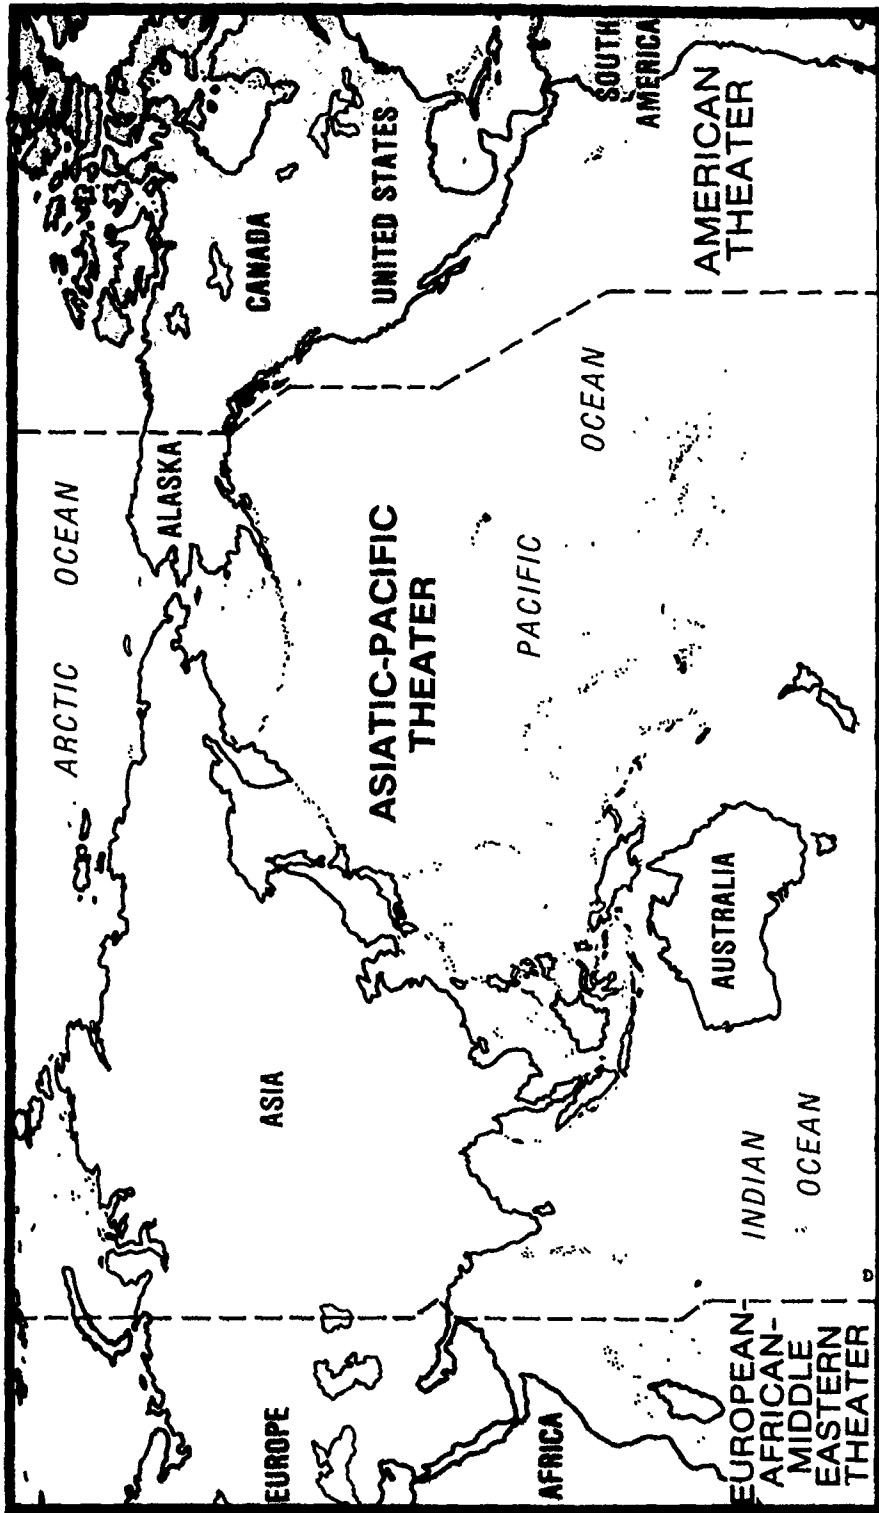 ARCTIC OCEAN
ALASKA
CANADA
UNITED STATES
SOUTH
AMERICA
AMERICAN
THEATER
ASIATIC-PACIFIC
THEATER
PACIFIC
OCEAN
ASIA
AUSTRALIA
INDIAN
OCEAN
EUROPE
AFRICA
EUROPEAN-
AFRICAN-
MIDDLE
EASTERN
THEATER